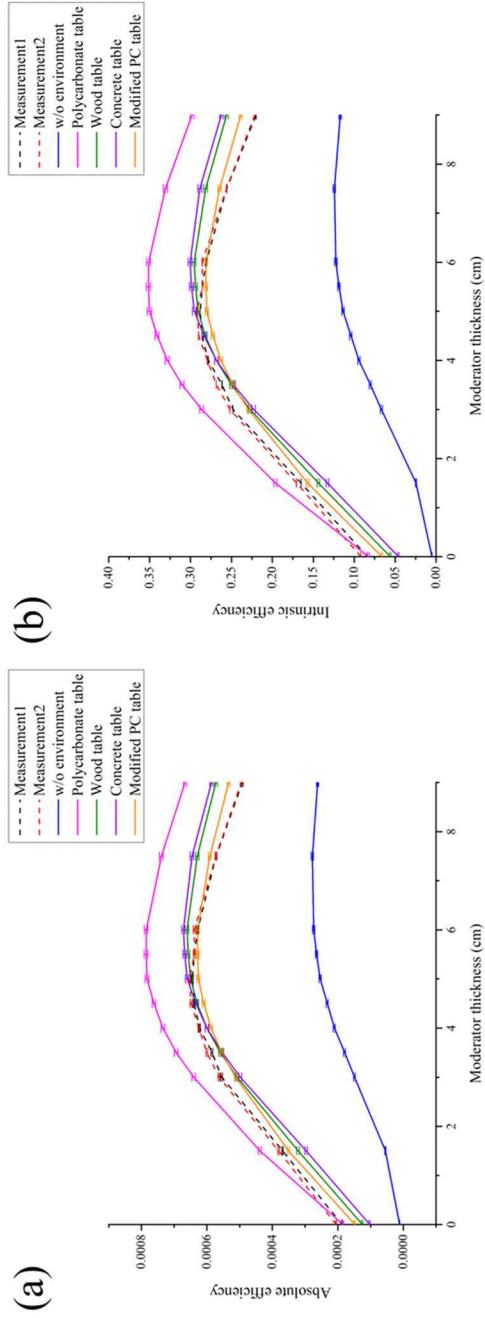 (a)
Measurement1
Measurement2
w/o environment
Polycarbonate table
Wood table
Concrete table
Modified PC table
Absolute efficiency
0.0008
0.0006
0.0004
0.0002
0.0000
0
2
4
6
8
Moderator thickness (cm)
(b)
Measurement1
Measurement2
w/o environment
Polycarbonate table
Wood table
Concrete table
Modified PC table
Intrinsic efficiency
0.40
0.35
0.30
0.25
0.20
0.15
0.10
0.05
0.00
0
2
4
6
8
Moderator thickness (cm)